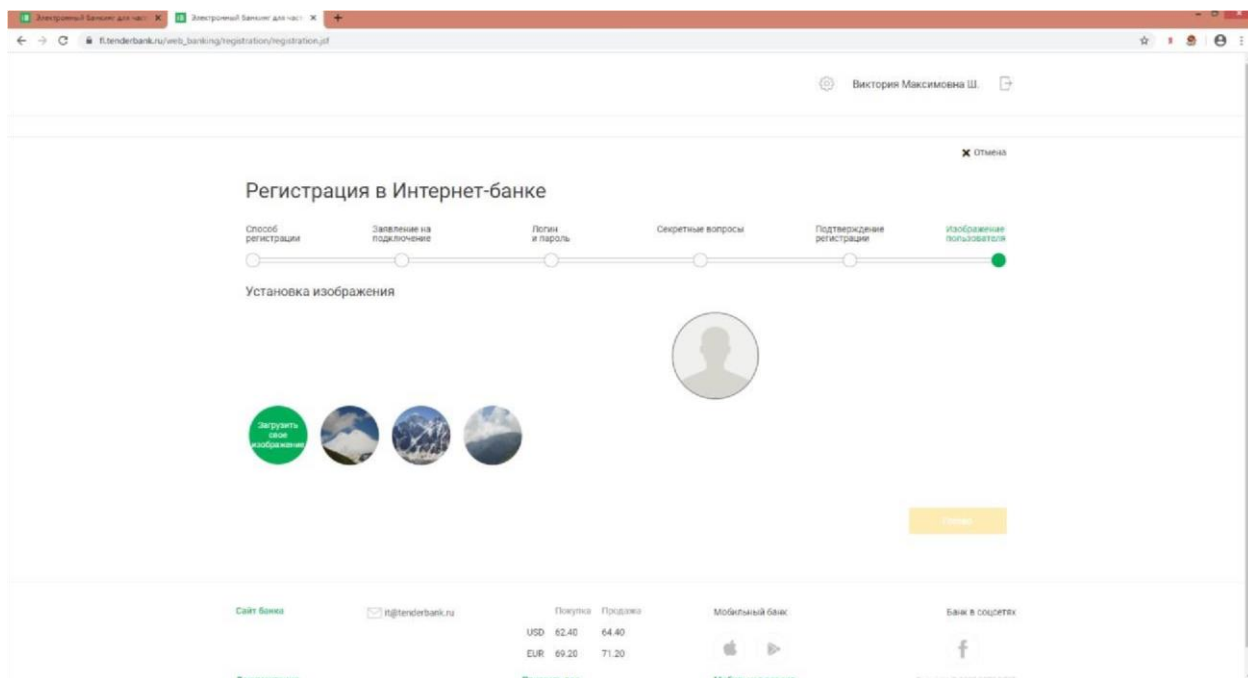 Электронный Банкинг для част
Электронный Банкинг для част
fl.tenderbank.ru/web_banking/registration/registration.jsf
Виктория Максимовна Ш.
Отмена
Регистрация в Интернет-банке
Способ
регистрации
Заявление на
подключение
Логин
и пароль
Секретные вопросы
Подтверждение
регистрации
Изображение
пользователя
Установка изображения
Загрузить
свое
изображение
Сайт банка
it@tenderbank.ru
Покупка Продажа
USD 62.40 64.40
EUR 69.20 71.20
Мобильный банк
Банк в соцсетях